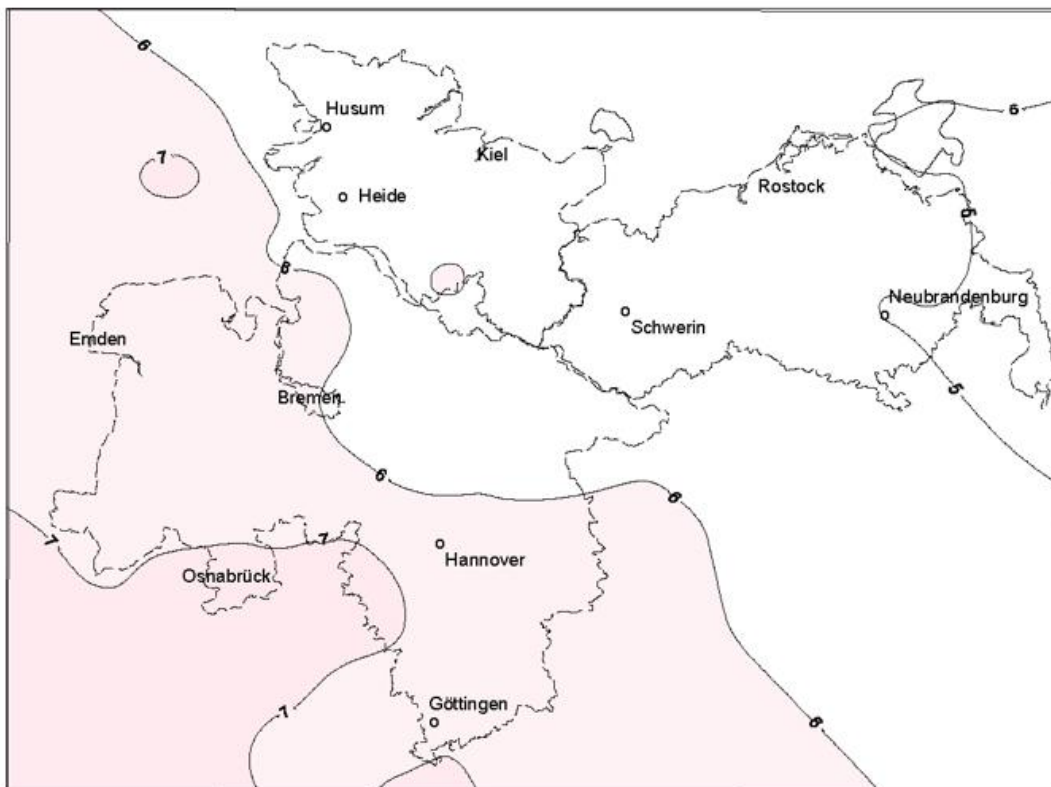 6
6
Husum
7
Kiel
Rostock
Heide
5
6
Neubrandenburg
Schwerin
Emden
5
Bremen
6
6
7
7
Hannover
Osnabrück
Göttingen
7
6